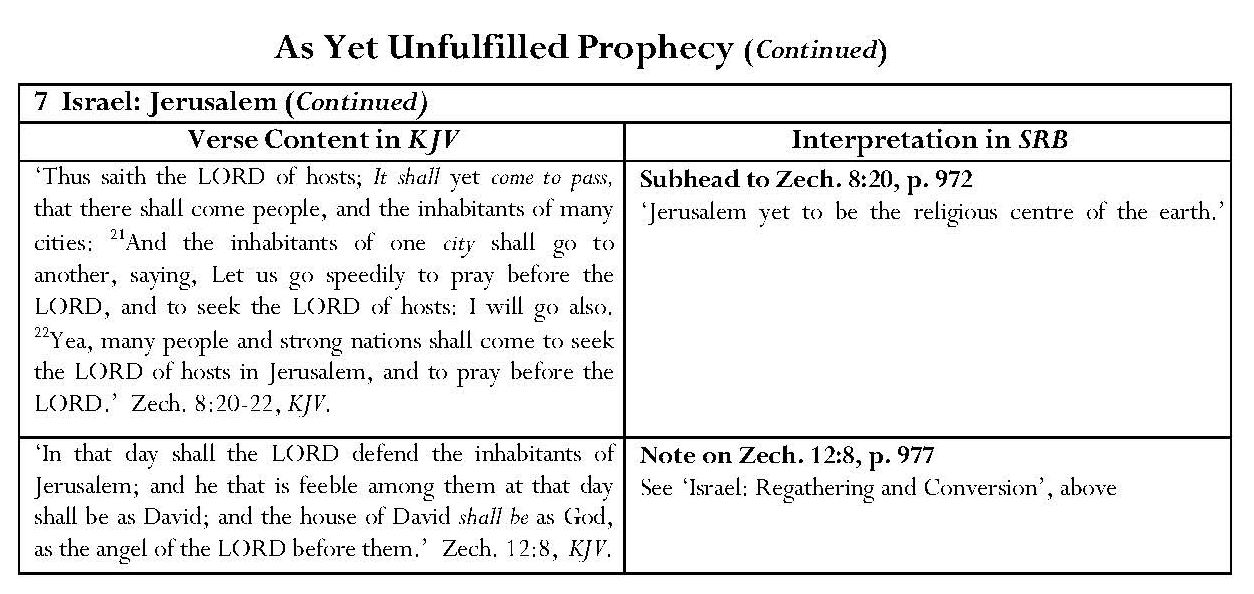 As Yet Unfulfilled Prophecy (Continued)
7 Israel: Jerusalem (Continued)
Verse Content in KJV
Interpretation in SRB
‘Thus saith the LORD of hosts; It shall yet come to pass,
that there shall come people, and the inhabitants of many
cities: 21And the inhabitants of one city shall go to
another, saying, Let us go speedily to pray before the
LORD, and to seek the LORD of hosts: I will go also.
22Yea, many people and strong nations shall come to seek
the LORD of hosts in Jerusalem, and to pray before the
LORD.’ Zech. 8:20-22, KJV.
Subhead to Zech. 8:20, p. 972
‘Jerusalem yet to be the religious centre of the earth.’
‘In that day shall the LORD defend the inhabitants of
Jerusalem; and he that is feeble among them at that day
shall be as David; and the house of David shall be as God,
as the angel of the LORD before them.’ Zech. 12:8, KJV.
Note on Zech. 12:8, p. 977
See ‘Israel: Regathering and Conversion’, above